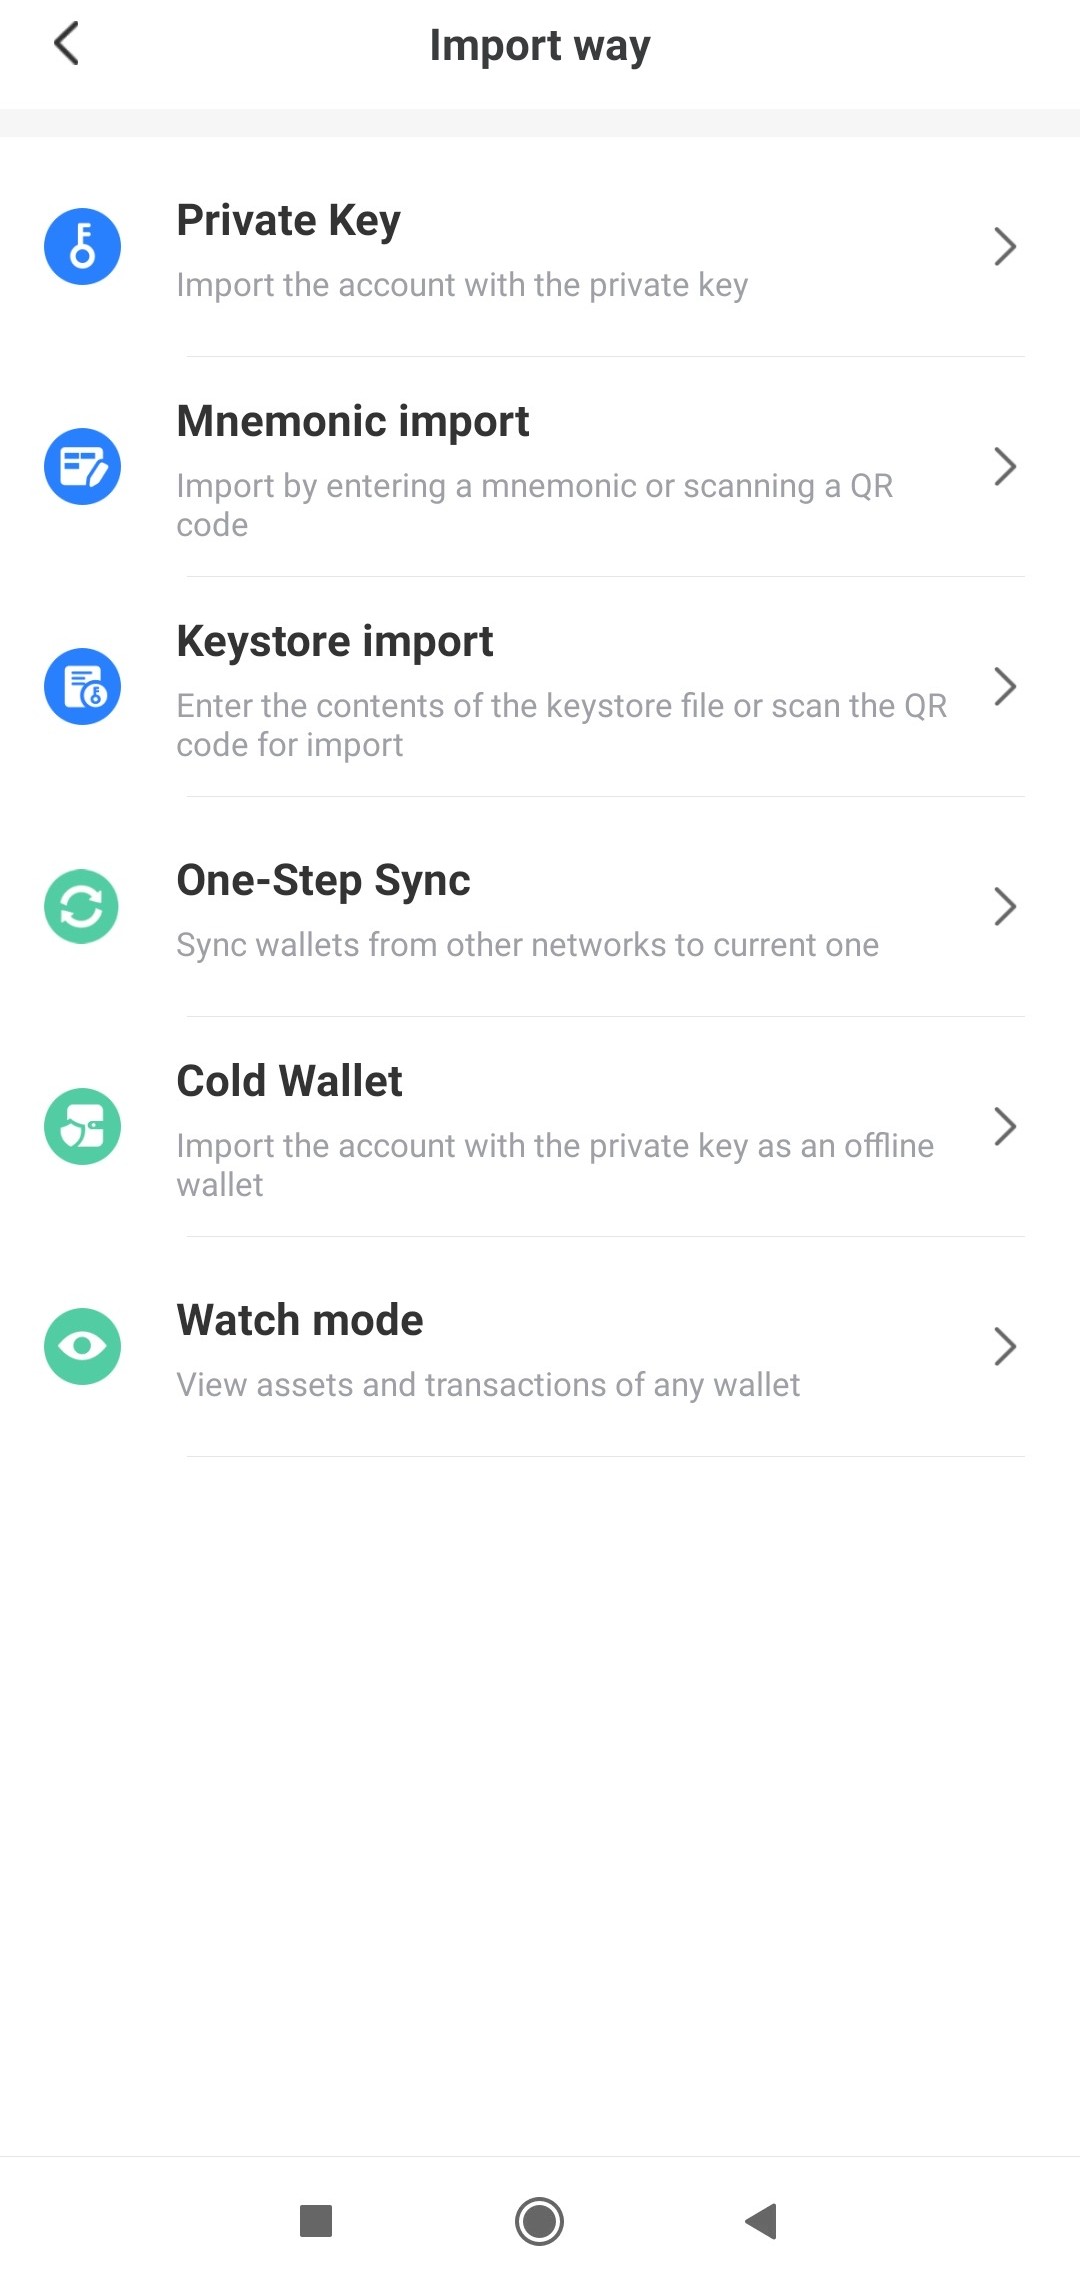 Import way
Private Key
Import the account with the private key
Mnemonic import
Import by entering a mnemonic or scanning a QR
code
Keystore import
Enter the contents of the keystore file or scan the QR
code for import
One-Step Sync
Sync wallets from other networks to current one
Cold Wallet
Import the account with the private key as an offline
wallet
Watch mode
View assets and transactions of any wallet